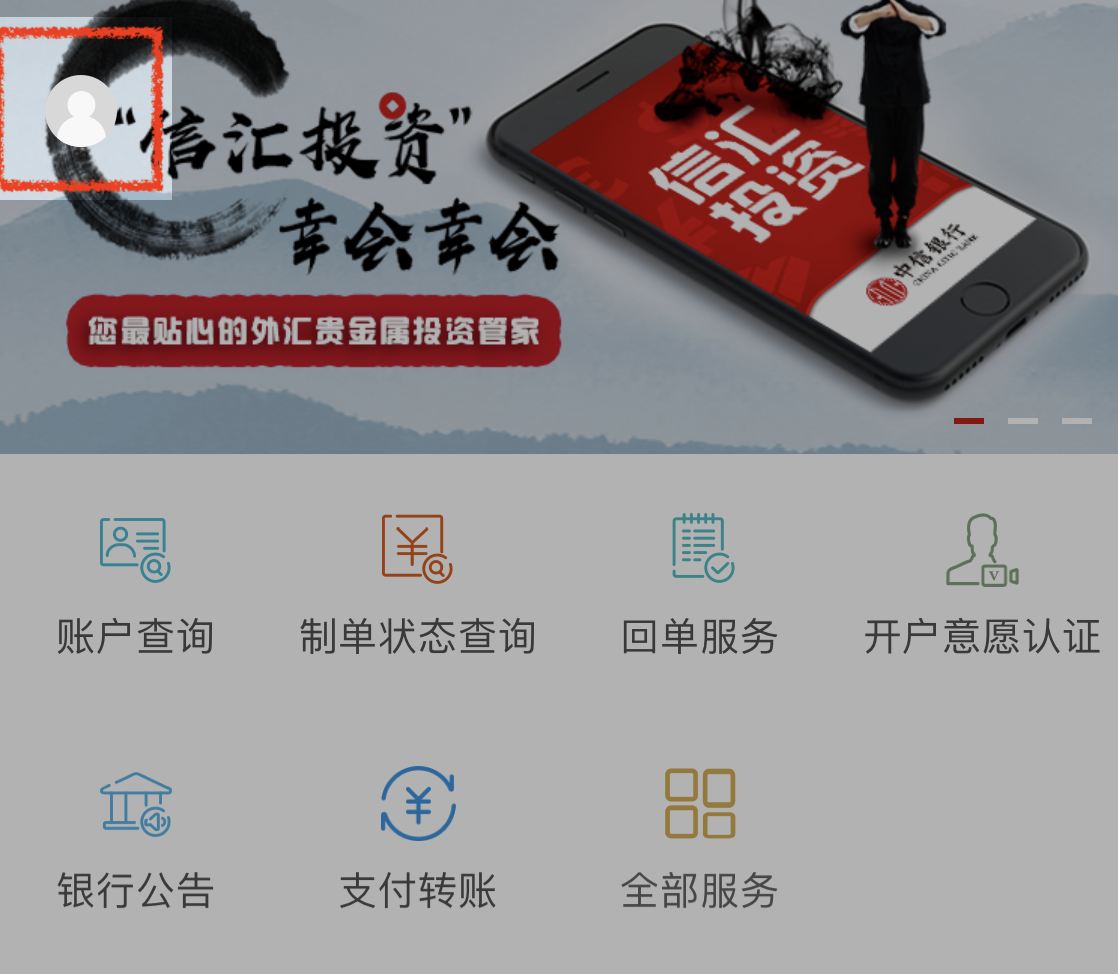 “信汇投资”
幸会幸会
您最贴心的外汇贵金属投资管家
信汇
投资
中信银行
CHINA CITIC BANK
账户查询
制单状态查询
回单服务
开户意愿认证
V
银行公告
支付转账
全部服务